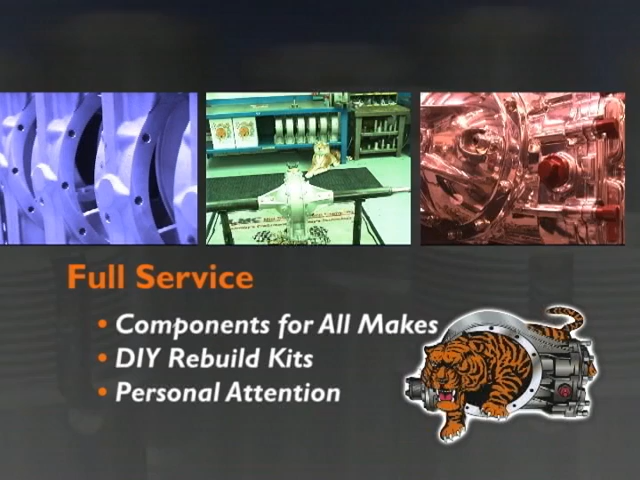 Full Service
• Components for All Makes
• DIY Rebuild Kits
• Personal Attention